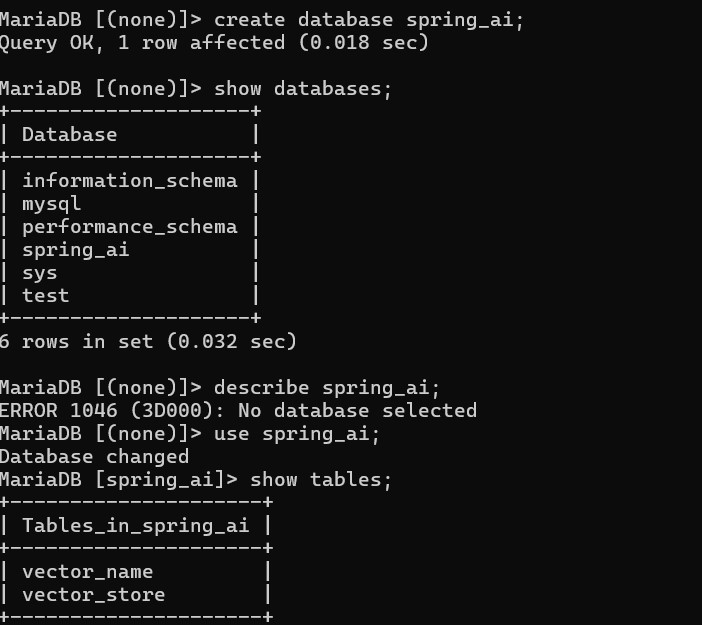 MariaDB [(none)]> create database spring_ai;
Query OK, 1 row affected (0.018 sec)
MariaDB [(none)]> show databases;
+--------------------+
| Database           |
+--------------------+
| information_schema |
| mysql              |
| performance_schema |
| spring_ai          |
| sys                |
| test               |
+--------------------+
6 rows in set (0.032 sec)
MariaDB [(none)]> describe spring_ai;
ERROR 1046 (3D000): No database selected
MariaDB [(none)]> use spring_ai;
Database changed
MariaDB [spring_ai]> show tables;
+---------------------+
| Tables_in_spring_ai |
+---------------------+
| vector_name         |
| vector_store        |
+---------------------+